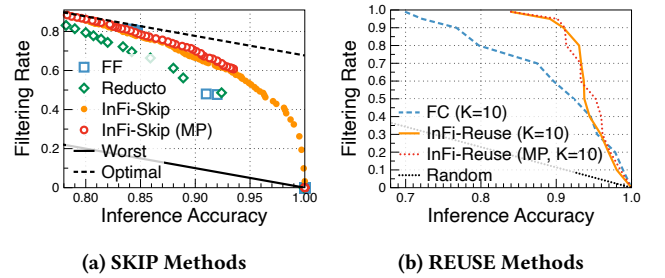 Filtering Rate
0.8
0.6
0.4
0.2
0
FF
Reducto
InFi-Skip
InFi-Skip (MP)
Worst
Optimal
0.80 0.85 0.90 0.95 1.00
Inference Accuracy
(a) SKIP Methods
Filtering Rate
1.0
0.9
0.8
0.7
0.6
0.5
0.4
0.3
0.2
0.1
0
FC (K=10)
InFi-Reuse (K=10)
InFi-Reuse (MP, K=10)
Random
0.7 0.8 0.9 1.0
Inference Accuracy
(b) REUSE Methods